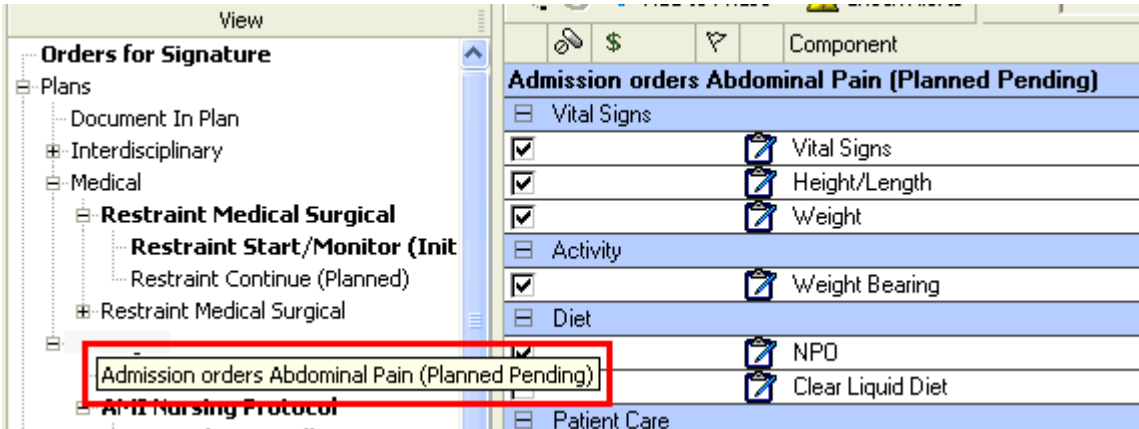 View
Orders for Signature
Plans
Document In Plan
Interdisciplinary
Medical
Restraint Medical Surgical
Restraint Start/Monitor (Init
Restraint Continue (Planned)
Restraint Medical Surgical
Admission orders Abdominal Pain (Planned Pending)
AMI Nursing Protocol
$ Component
Admission orders Abdominal Pain (Planned Pending)
Vital Signs
Vital Signs
Height/Length
Weight
Activity
Weight Bearing
Diet
NPO
Clear Liquid Diet
Patient Care